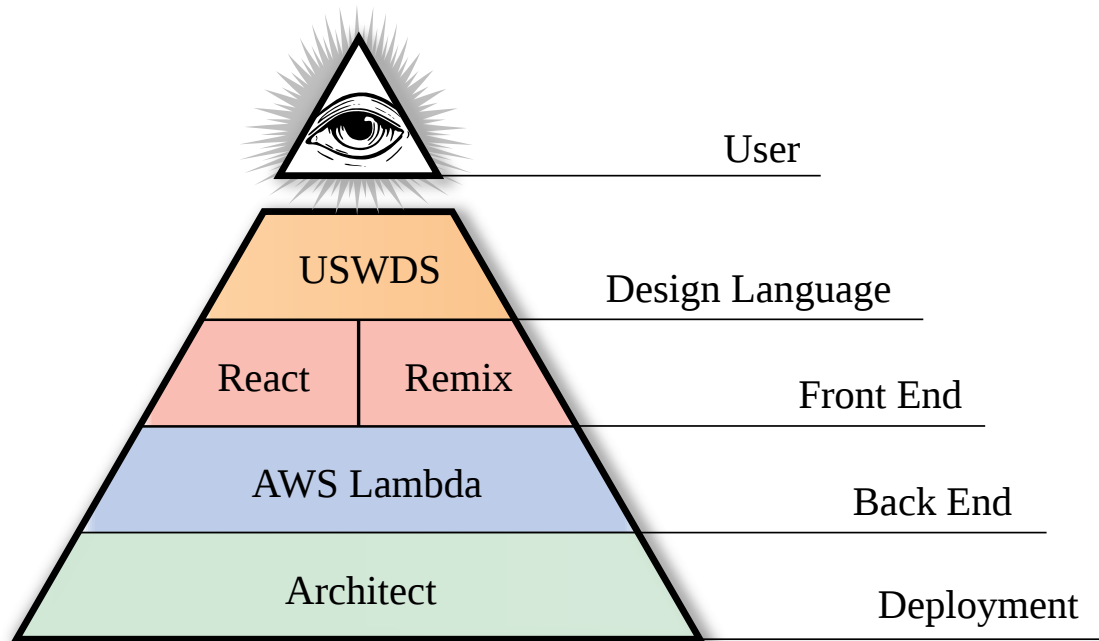 User
USWDS
Design Language
React
Remix
Front End
AWS Lambda
Back End
Architect
Deployment